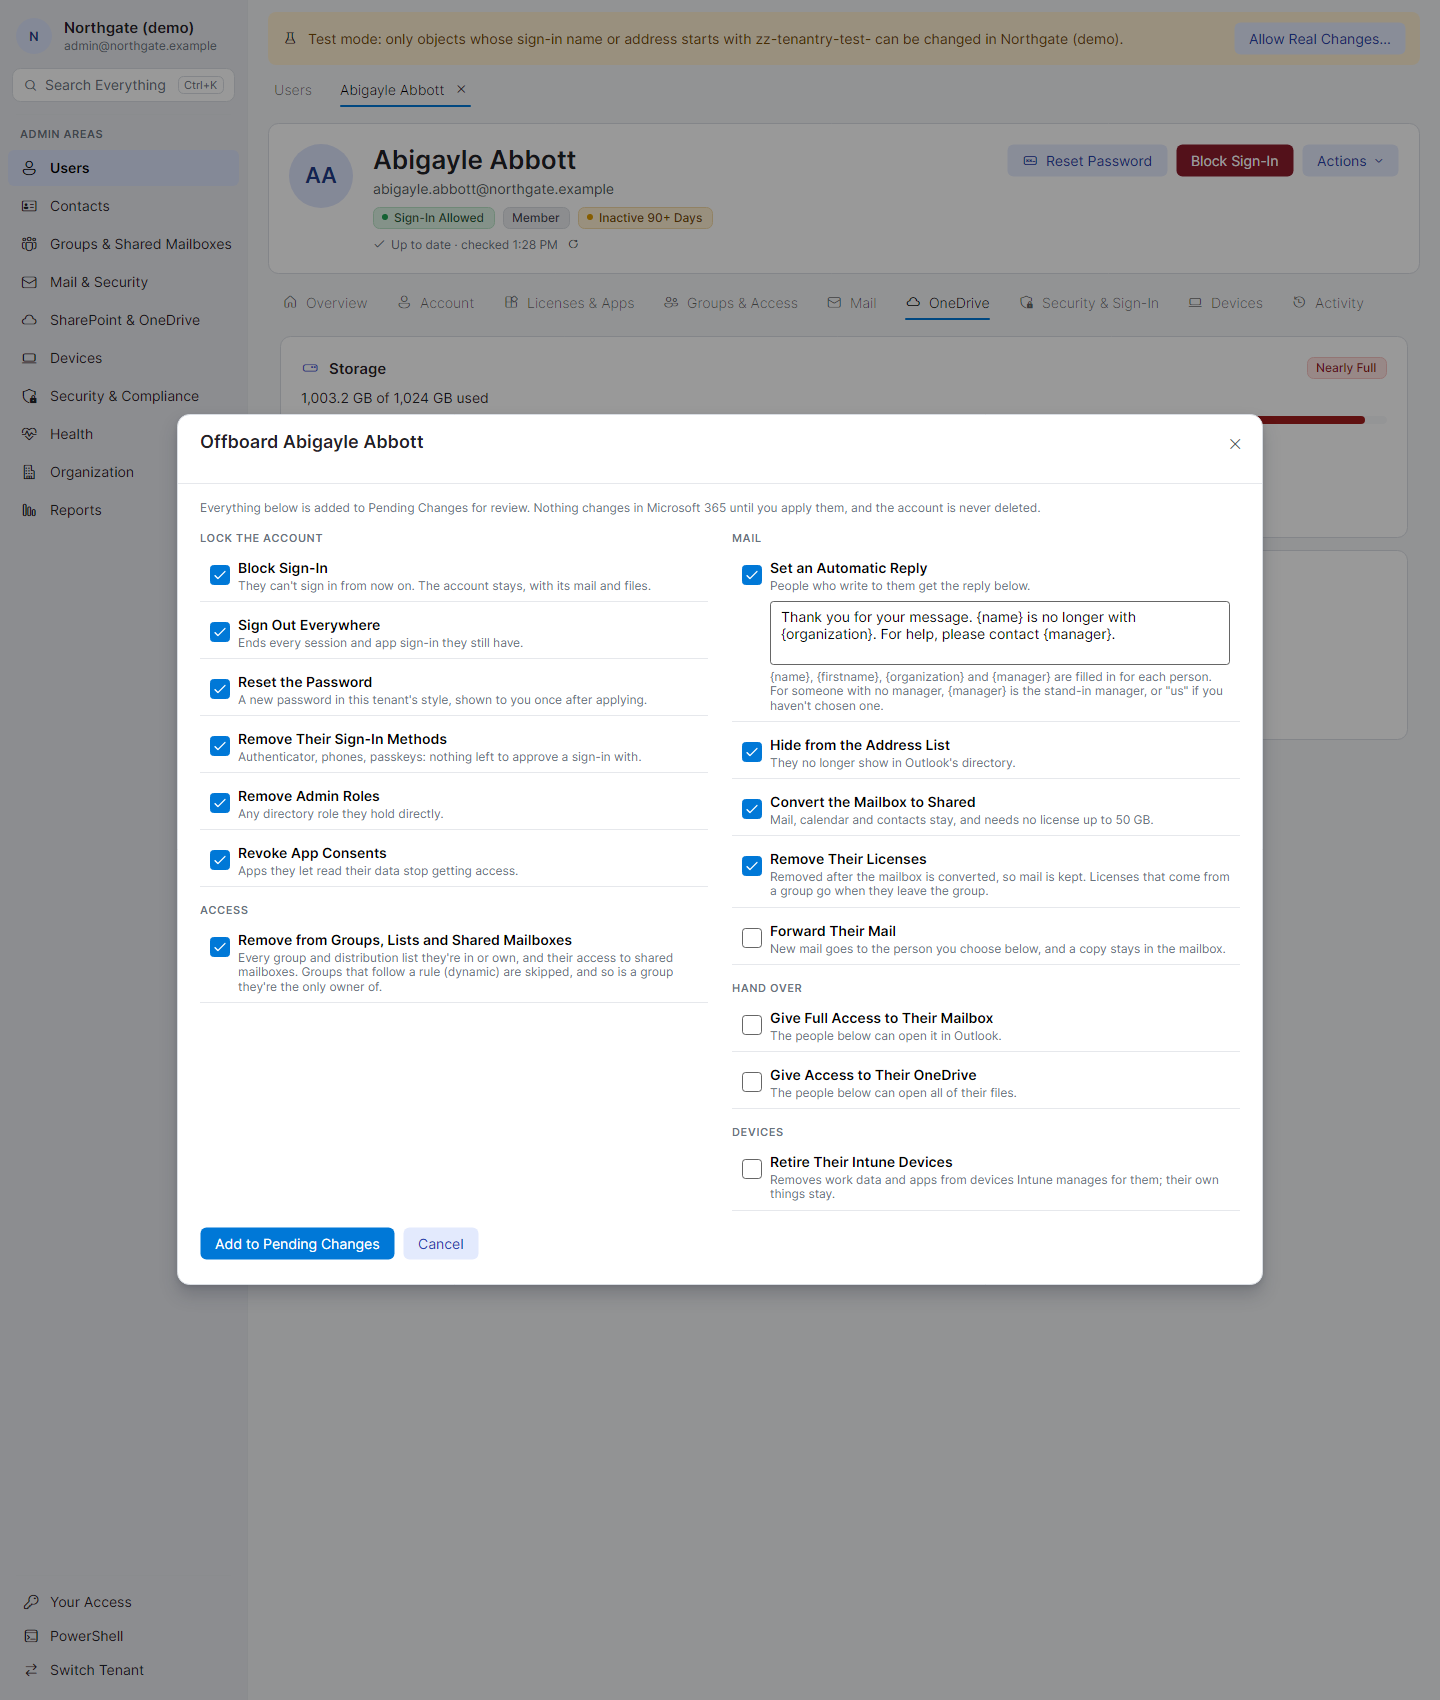 N
Northgate (demo)
admin@northgate.example
Search Everything
Ctrl+K
ADMIN AREAS
Users
Contacts
Groups & Shared Mailboxes
Mail & Security
SharePoint & OneDrive
Devices
Security & Compliance
Health
Organization
Reports
Your Access
PowerShell
Switch Tenant
Test mode: only objects whose sign-in name or address starts with zz-tenantry-test- can be changed in Northgate (demo).
Allow Real Changes...
Users
Abigayle Abbott
AA
Abigayle Abbott
abigayle.abbott@northgate.example
Sign-In Allowed
Member
Inactive 90+ Days
Up to date · checked 1:28 PM
Reset Password
Block Sign-In
Actions
Overview
Account
Licenses & Apps
Groups & Access
Mail
OneDrive
Security & Sign-In
Devices
Activity
Storage
Nearly Full
1,003.2 GB of 1,024 GB used
Offboard Abigayle Abbott
Everything below is added to Pending Changes for review. Nothing changes in Microsoft 365 until you apply them, and the account is never deleted.
LOCK THE ACCOUNT
Block Sign-In
They can't sign in from now on. The account stays, with its mail and files.
Sign Out Everywhere
Ends every session and app sign-in they still have.
Reset the Password
A new password in this tenant's style, shown to you once after applying.
Remove Their Sign-In Methods
Authenticator, phones, passkeys: nothing left to approve a sign-in with.
Remove Admin Roles
Any directory role they hold directly.
Revoke App Consents
Apps they let read their data stop getting access.
ACCESS
Remove from Groups, Lists and Shared Mailboxes
Every group and distribution list they're in or own, and their access to shared
mailboxes. Groups that follow a rule (dynamic) are skipped, and so is a group
they're the only owner of.
MAIL
Set an Automatic Reply
People who write to them get the reply below.
Thank you for your message. {name} is no longer with
{organization}. For help, please contact {manager}.
{name}, {firstname}, {organization} and {manager} are filled in for each person.
For someone with no manager, {manager} is the stand-in manager, or "us" if you
haven't chosen one.
Hide from the Address List
They no longer show in Outlook's directory.
Convert the Mailbox to Shared
Mail, calendar and contacts stay, and needs no license up to 50 GB.
Remove Their Licenses
Removed after the mailbox is converted, so mail is kept. Licenses that come from
a group go when they leave the group.
Forward Their Mail
New mail goes to the person you choose below, and a copy stays in the mailbox.
HAND OVER
Give Full Access to Their Mailbox
The people below can open it in Outlook.
Give Access to Their OneDrive
The people below can open all of their files.
DEVICES
Retire Their Intune Devices
Removes work data and apps from devices Intune manages for them; their own
things stay.
Add to Pending Changes
Cancel